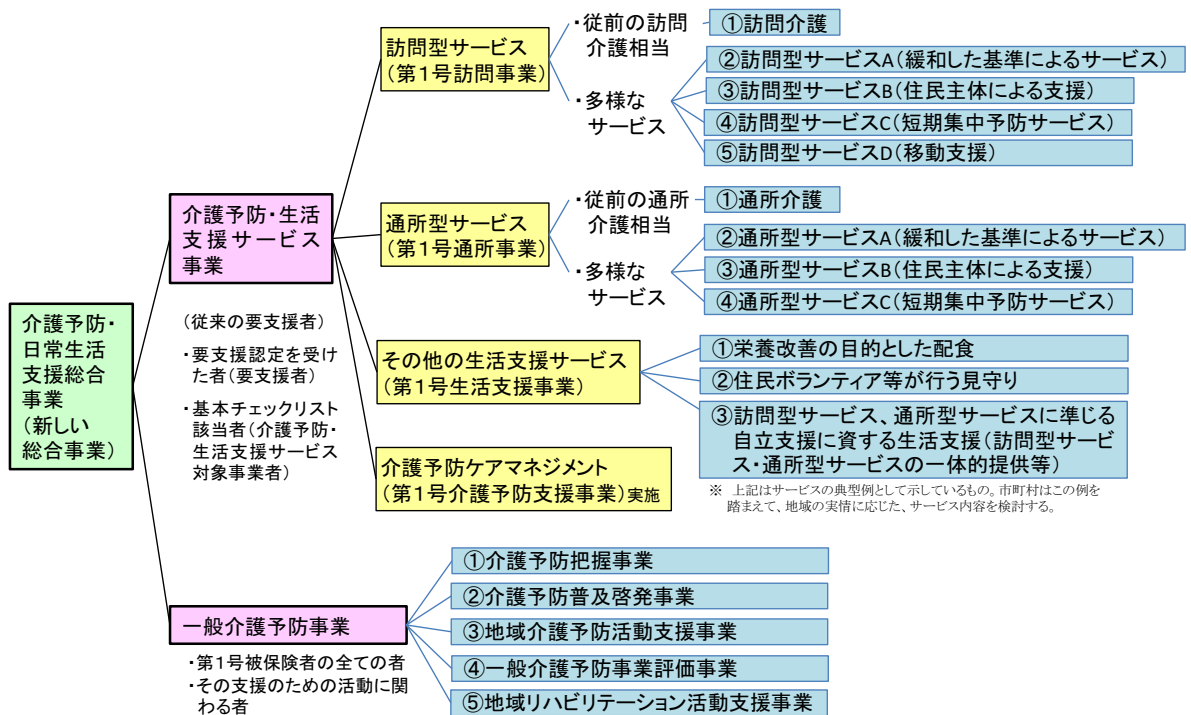 介護予防・
日常生活
支援総合
事業
(新しい
総合事業)
介護予防・生活
支援サービス
事業
(従来の要支援者)
・要支援認定を受け
た者(要支援者)
・基本チェックリスト
該当者(介護予防・
生活支援サービス
対象事業者)
訪問型サービス
(第1号訪問事業)
・従前の訪問
介護相当
①訪問介護
・多様な
サービス
②訪問型サービスA(緩和した基準によるサービス)
③訪問型サービスB(住民主体による支援)
④訪問型サービスC(短期集中予防サービス)
⑤訪問型サービスD(移動支援)
通所型サービス
(第1号通所事業)
・従前の通所
介護相当
①通所介護
・多様な
サービス
②通所型サービスA(緩和した基準によるサービス)
③通所型サービスB(住民主体による支援)
④通所型サービスC(短期集中予防サービス)
その他の生活支援サービス
(第1号生活支援事業)
①栄養改善の目的とした配食
②住民ボランティア等が行う見守り
③訪問型サービス、通所型サービスに準じる
自立支援に資する生活支援(訪問型サービ
ス・通所型サービスの一体的提供等)
介護予防ケアマネジメント
(第1号介護予防支援事業)実施
※ 上記はサービスの典型例として示しているもの。市町村はこの例を
踏まえて、地域の実情に応じた、サービス内容を検討する。
一般介護予防事業
・第1号被保険者の全ての者
・その支援のための活動に関
わる者
①介護予防把握事業
②介護予防普及啓発事業
③地域介護予防活動支援事業
④一般介護予防事業評価事業
⑤地域リハビリテーション活動支援事業